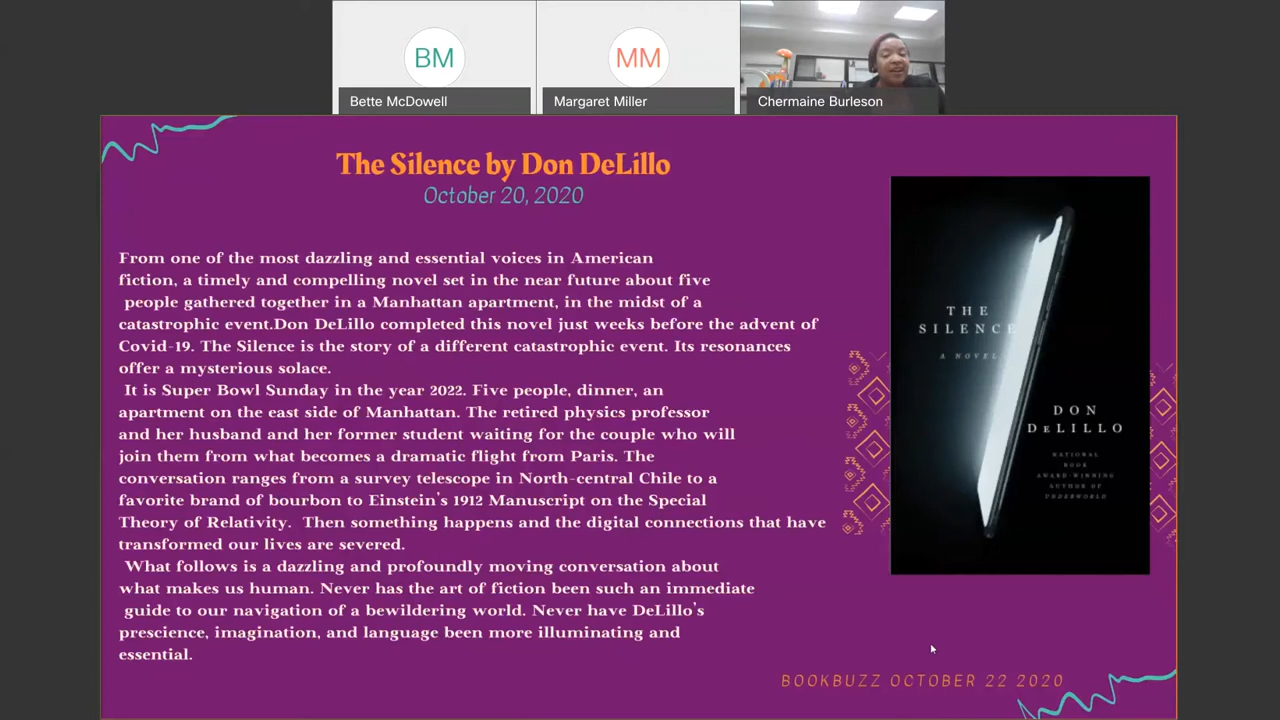 BM
MM
Bette McDowell
Margaret Miller
Chermaine Burleson
The Silence by Don DeLillo
October 20, 2020
From one of the most dazzling and essential voices in American
fiction, a timely and compelling novel set in the near future about five
people gathered together in a Manhattan apartment, in the midst of a
catastrophic event.Don DeLillo completed this novel just weeks before the advent of
Covid-19. The Silence is the story of a different catastrophic event. Its resonances
offer a mysterious solace.
It is Super Bowl Sunday in the year 2022. Five people, dinner, an
apartment on the east side of Manhattan. The retired physics professor
and her husband and her former student waiting for the couple who will
join them from what becomes a dramatic flight from Paris. The
conversation ranges from a survey telescope in North-central Chile to a
favorite brand of bourbon to Einstein's 1912 Manuscript on the Special
Theory of Relativity. Then something happens and the digital connections that have
transformed our lives are severed.
What follows is a dazzling and profoundly moving conversation about
what makes us human. Never has the art of fiction been such an immediate
guide to our navigation of a bewildering world. Never have DeLillo's
prescience, imagination, and language been more illuminating and
essential.
THE
SILENCE
A NOVEL
DON
DELILLO
NATIONAL
BOOK
AWARD-WINNING
AUTHOR OF
UNDERWORLD
BOOKBUZZ OCTOBER 22 2020